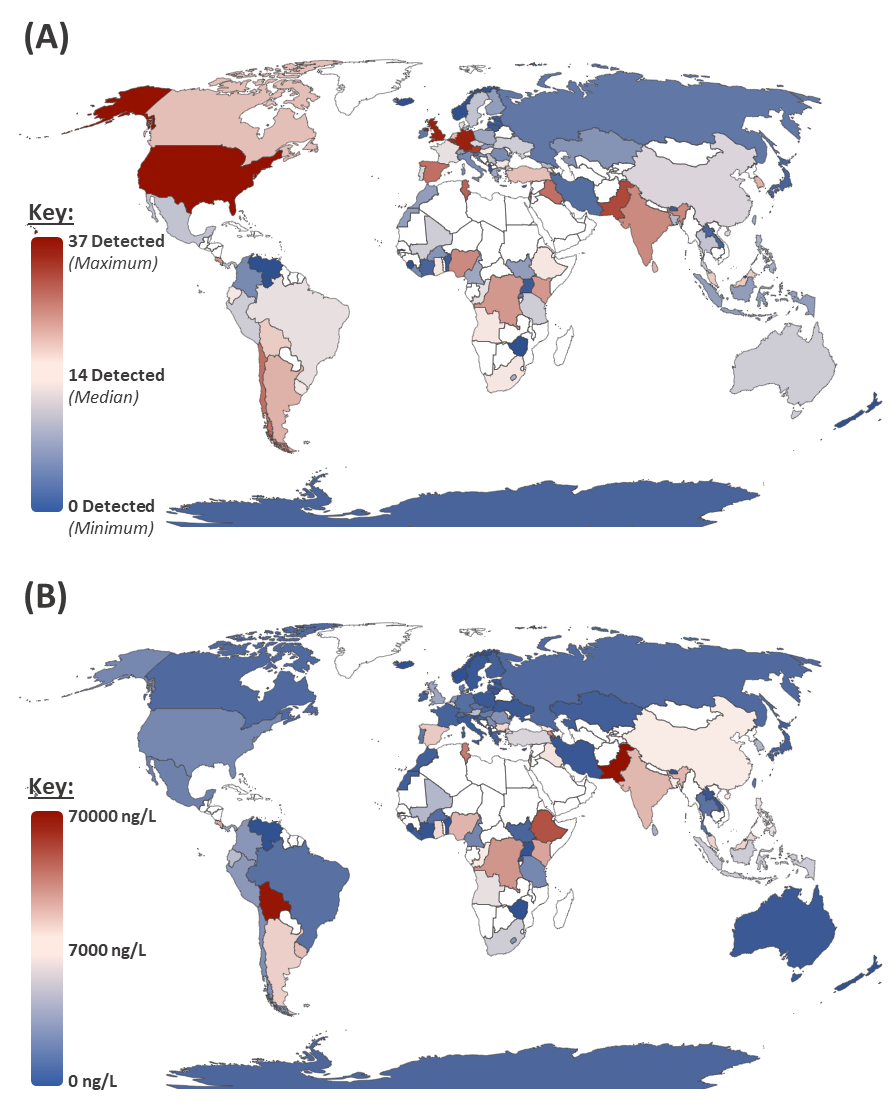 (A)
Key:
37 Detected
(Maximum)
14 Detected
(Median)
0 Detected
(Minimum)
(B)
Key:
70000 ng/L
7000 ng/L
0 ng/L